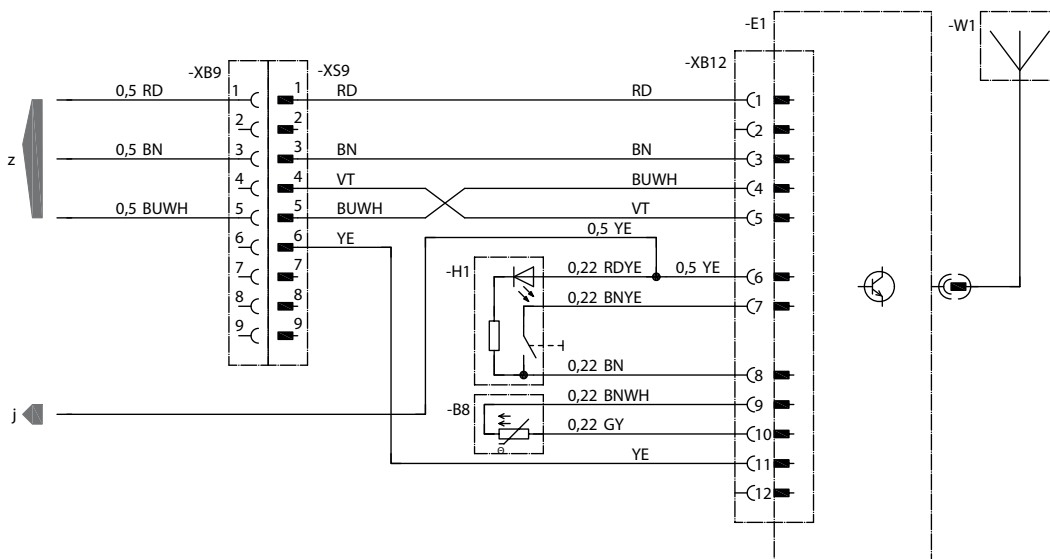 -E1
-W1
-XB9 -XS9 -XB12
0,5 RD 1 1 RD RD 1
2 2 2
z 0,5 BN 3 3 BN BN 3
4 4 VT BUWH 4
0,5 BUWH 5 5 BUWH VT 5
6 6 YE 0,5 YE
7 7 -H1 0,22 RDYE 0,5 YE 6
8 8 0,22 BNYE 7
9 9
0,22 BN 8
j -B8 0,22 BNWH 9
0,22 GY 10
Θ
YE 11
12